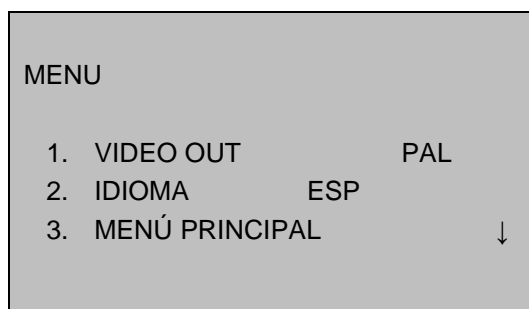 MENU
1. VIDEO OUT PAL
2. IDIOMA ESP
3. MENÚ PRINCIPAL ↓